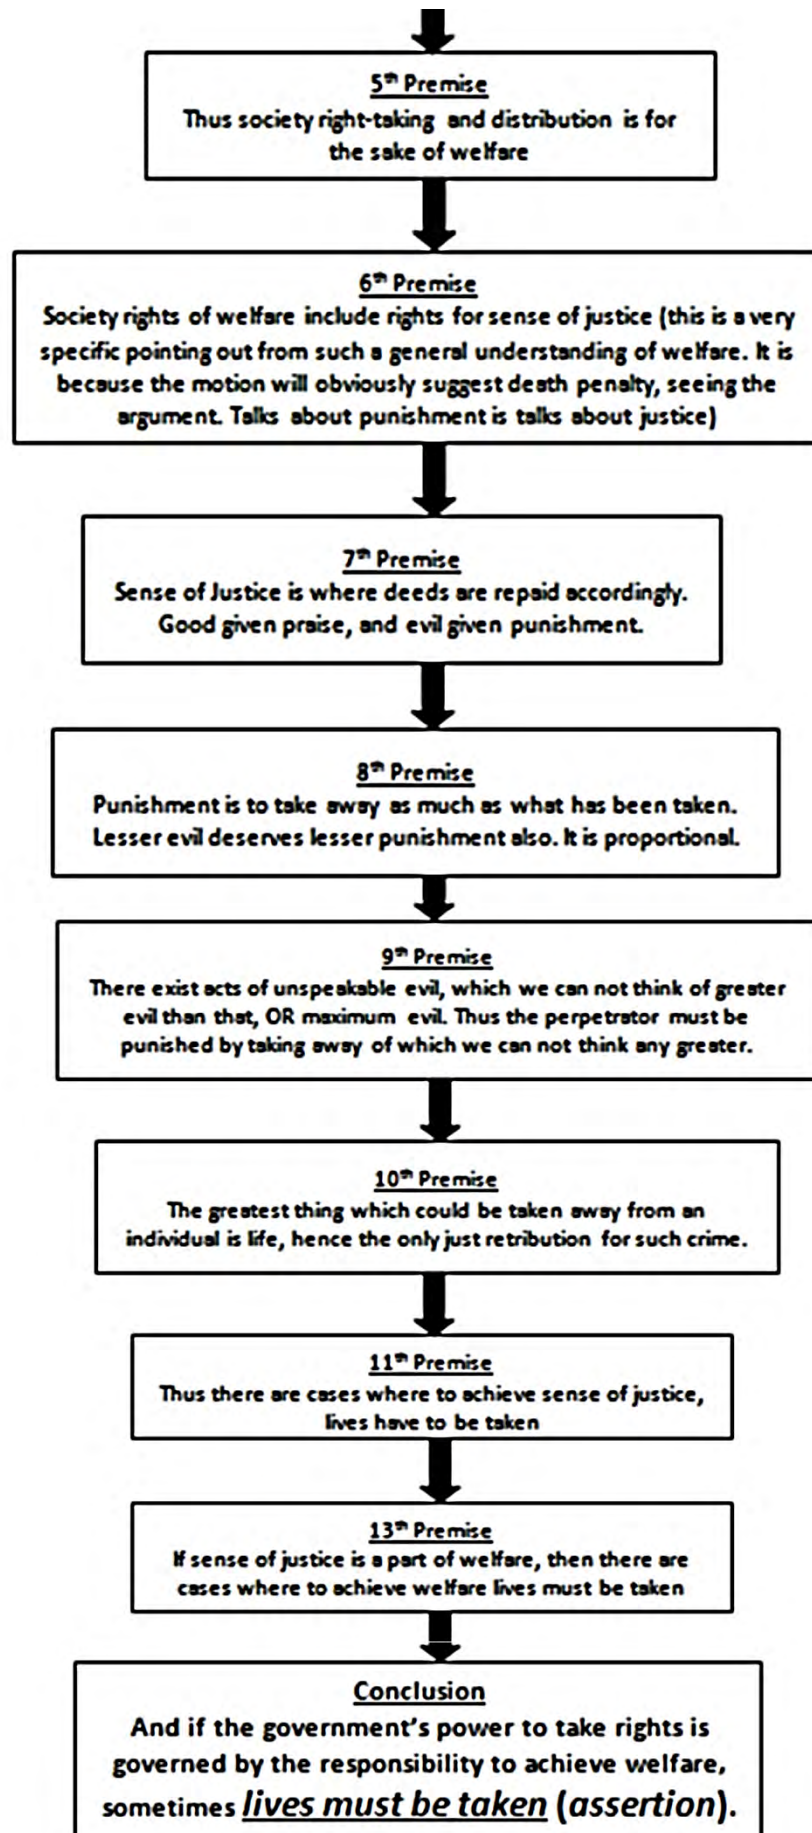 5th Premise
Thus society right-taking and distribution is for
the sake of welfare
6th Premise
Society rights of welfare include rights for sense of justice (this is a very
specific pointing out from such a general understanding of welfare. It is
because the motion will obviously suggest death penalty, seeing the
argument. Talks about punishment is talks about justice)
7th Premise
Sense of Justice is where deeds are repaid accordingly.
Good given praise, and evil given punishment.
8th Premise
Punishment is to take away as much as what has been taken.
Lesser evil deserves lesser punishment also. It is proportional.
9th Premise
There exist acts of unspeakable evil, which we can not think of greater
evil than that, OR maximum evil. Thus the perpetrator must be
punished by taking away of which we can not think any greater.
10th Premise
The greatest thing which could be taken away from an
individual is life, hence the only just retribution for such crime.
11th Premise
Thus there are cases where to achieve sense of justice,
lives have to be taken
13th Premise
If sense of justice is a part of welfare, then there are
cases where to achieve welfare lives must be taken
Conclusion
And if the government's power to take rights is
governed by the responsibility to achieve welfare,
sometimes lives must be taken (assertion).